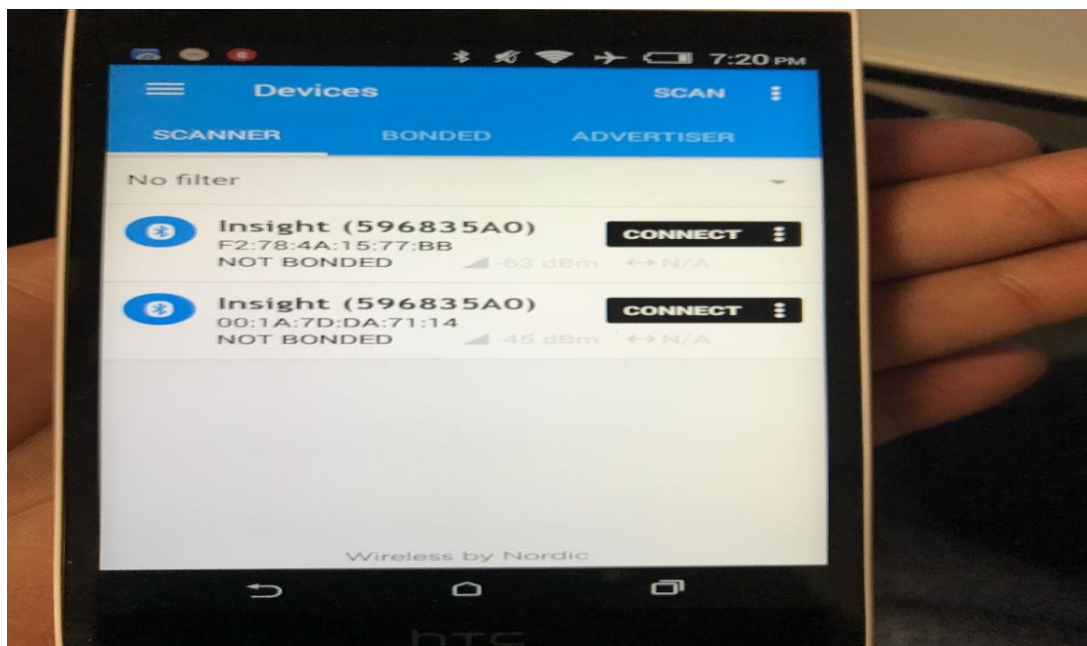 7:20 PM
Devices
SCAN
SCANNER
BONDED
ADVERTISER
No filter
Insight (596835A0)
CONNECT
F2:78:4A:15:77:BB
NOT BONDED
-63 dBm
N/A
Insight (596835A0)
CONNECT
00:1A:7D:DA:71:14
NOT BONDED
-45 dBm
N/A
Wireless by Nordic
hTC